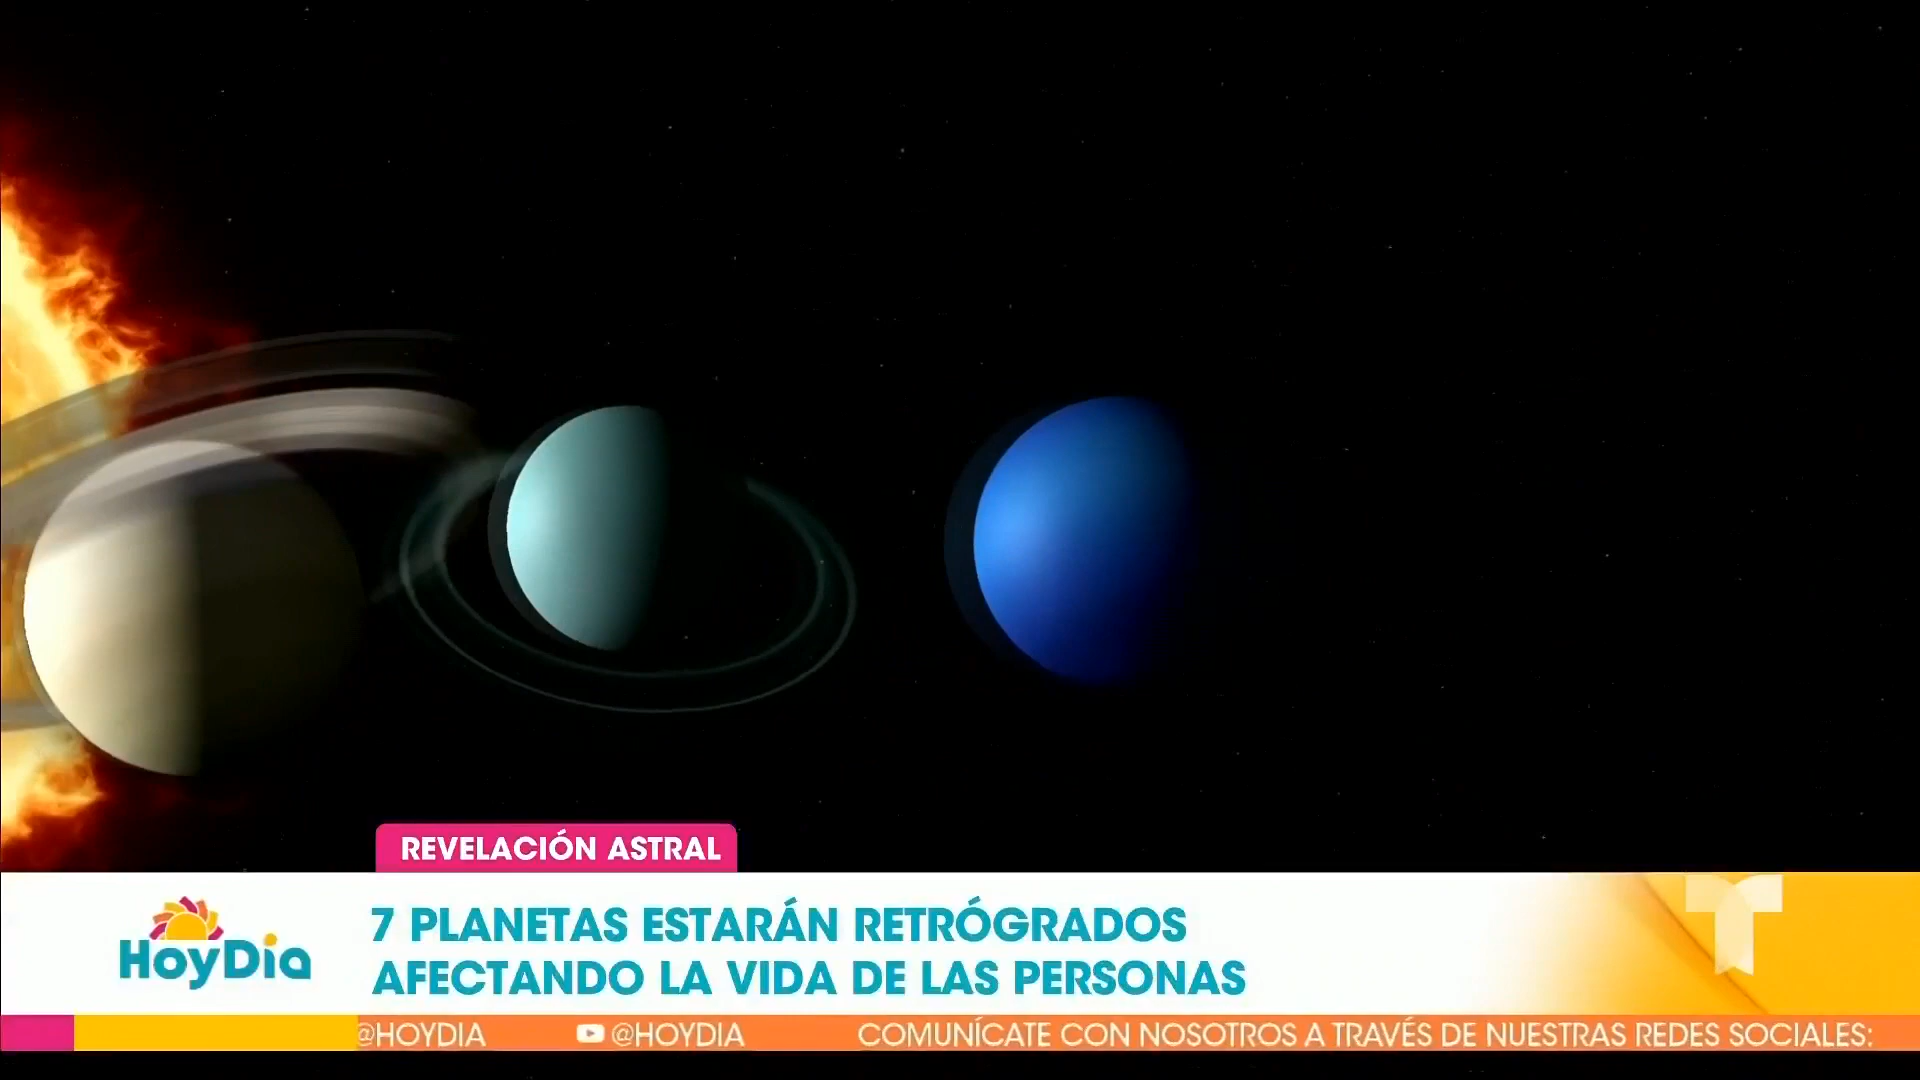 REVELACIÓN ASTRAL
HoyDía
7 PLANETAS ESTARÁN RETRÓGRADOS
AFECTANDO LA VIDA DE LAS PERSONAS
@HOYDIA @HOYDIA COMUNÍCATE CON NOSOTROS A TRAVÉS DE NUESTRAS REDES SOCIALES: